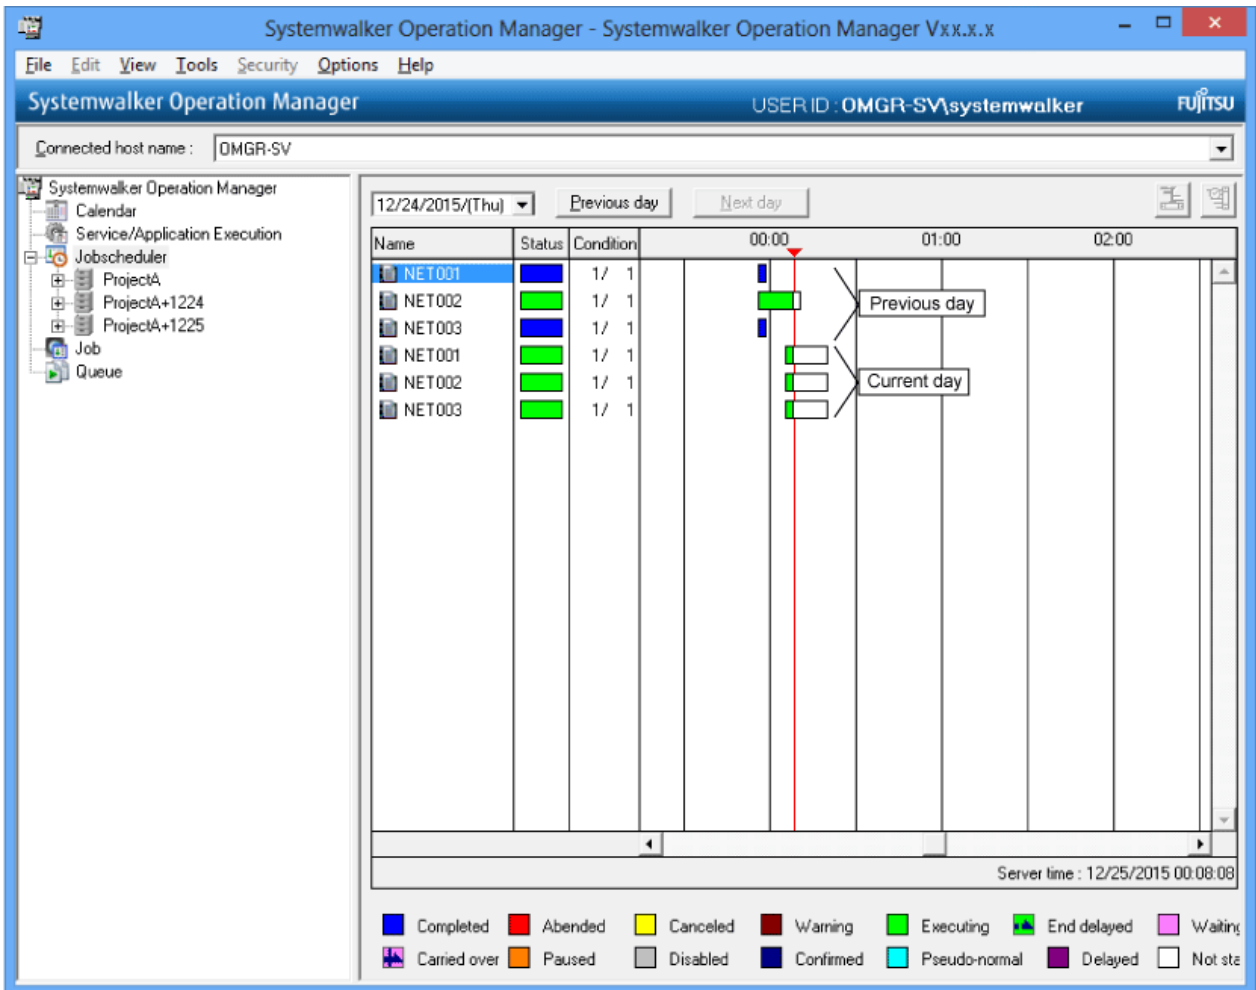 Systemwalker Operation Manager - Systemwalker Operation Manager Vxx.x.x
File Edit View Tools Security Options Help
Systemwalker Operation Manager USER ID : OMGR-SV\systemwalker FUJITSU
Connected host name : OMGR-SV
Systemwalker Operation Manager
Calendar
Service/Application Execution
Jobscheduler
ProjectA
ProjectA+1224
ProjectA+1225
Job
Queue
12/24/2015/(Thu) Previous day Next day
Name Status Condition 00:00 01:00 02:00
NET001 1/ 1
NET002 1/ 1 Previous day
NET003 1/ 1
NET001 1/ 1
NET002 1/ 1 Current day
NET003 1/ 1
Server time : 12/25/2015 00:08:08
Completed Abended Canceled Warning Executing End delayed Waiting
Carried over Paused Disabled Confirmed Pseudo-normal Delayed Not sta